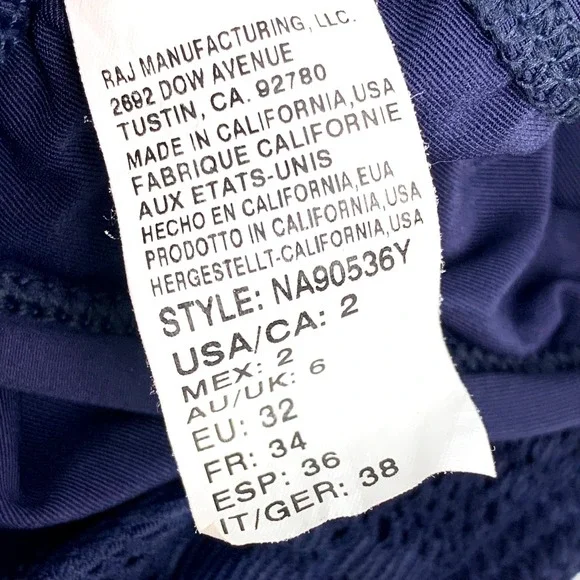 RAJ MANUFACTURING, LLC.
2692 DOW AVENUE
TUSTIN, CA. 92780
MADE IN CALIFORNIA,USA
FABRIQUE CALIFORNIE
AUX ETATS-UNIS
HECHO EN CALIFORNIA,EUA
PRODOTTO IN CALIFORNIA,USA
HERGESTELLT-CALIFORNIA,USA
STYLE: NA90536Y
USA/CA: 2
MEX: 2
AU/UK: 6
EU: 32
FR: 34
ESP: 36
IT/GER: 38